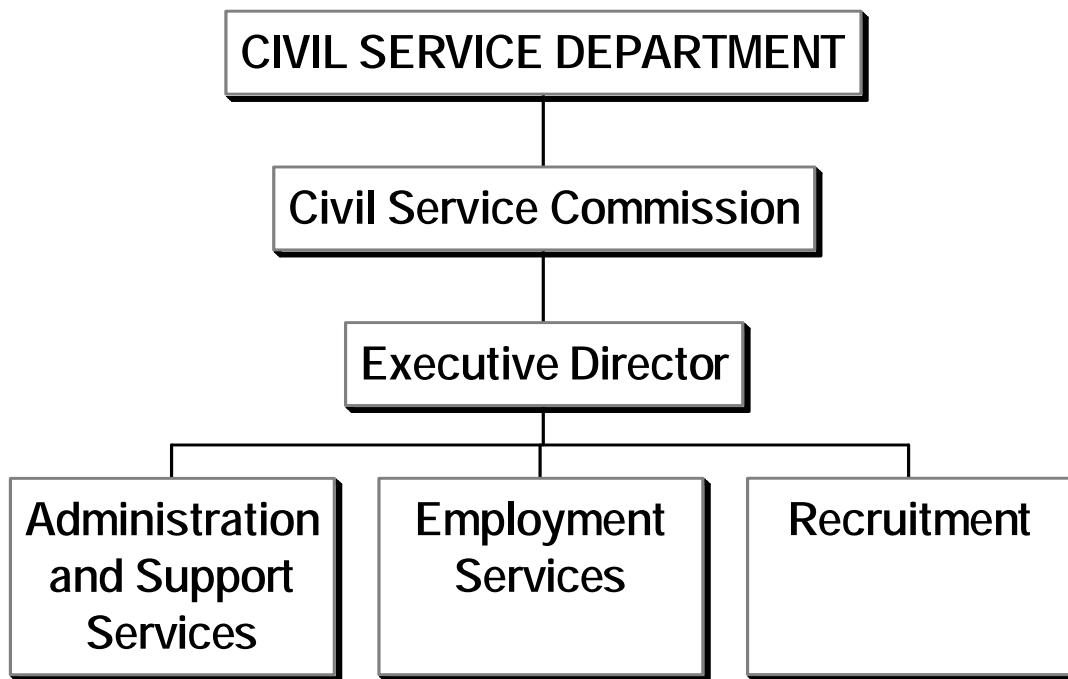 CIVIL SERVICE DEPARTMENT
Civil Service Commission
Executive Director
Administration
and Support
Services
Employment
Services
Recruitment